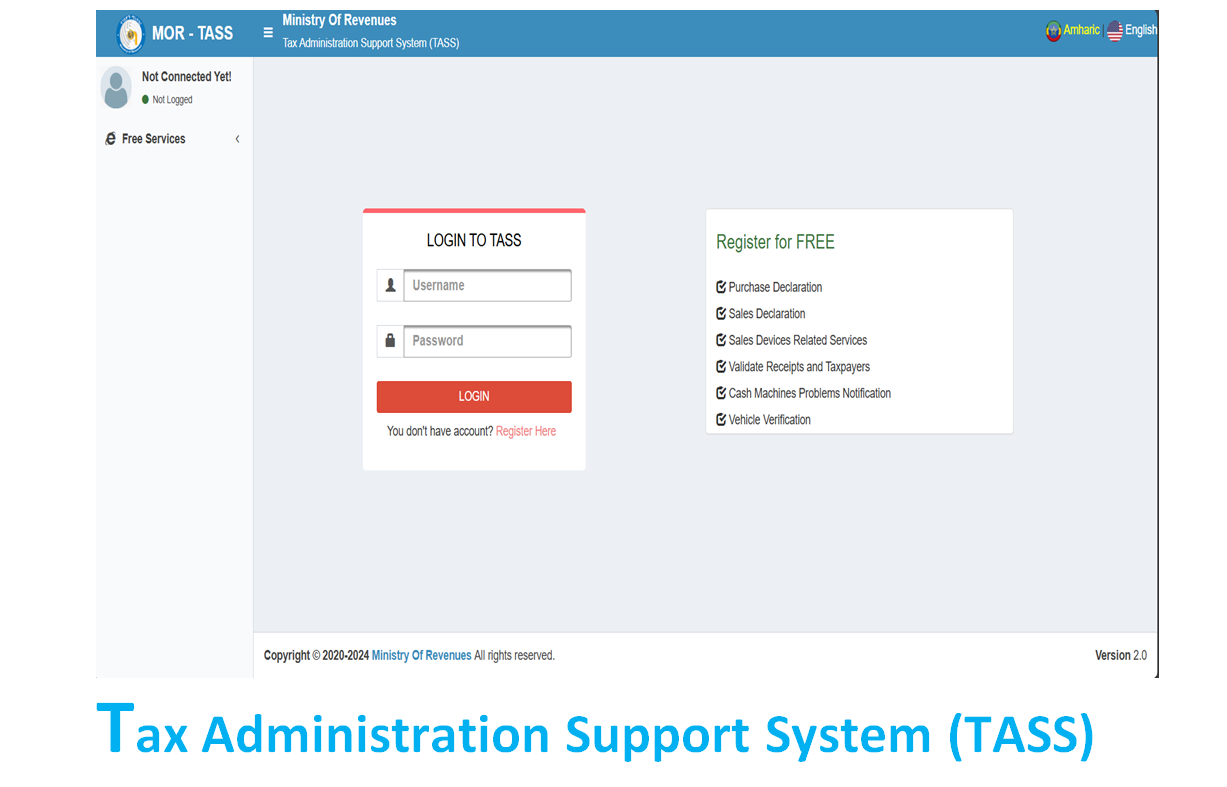 MOR - TASS
Ministry Of Revenues
Tax Administration Support System (TASS)
Amharic | English
Not Connected Yet!
Not Logged
Free Services
LOGIN TO TASS
Username
Password
LOGIN
You don't have account? Register Here
Register for FREE
Purchase Declaration
Sales Declaration
Sales Devices Related Services
Validate Receipts and Taxpayers
Cash Machines Problems Notification
Vehicle Verification
Copyright © 2020-2024 Ministry Of Revenues All rights reserved.
Version 2.0
Tax Administration Support System (TASS)